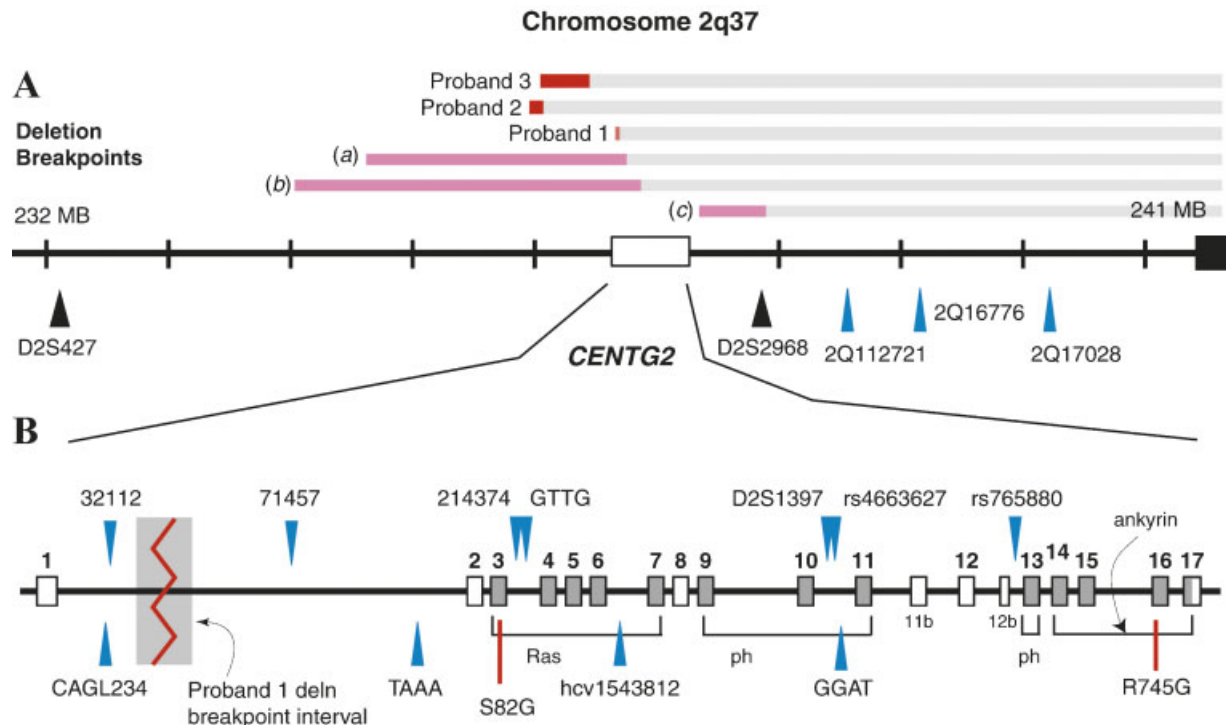 Chromosome 2q37
A
Proband 3
Proband 2
Deletion
Breakpoints
Proband 1
(a)
(b)
(c)
232 MB
241 MB
D2S427
CENTG2
D2S2968
2Q112721
2Q16776
2Q17028
B
32112
71457
214374
GTTG
D2S1397
rs4663627
rs765880
ankyrin
1
2
3
4
5
6
7
8
9
10
11
12
13
14
15
16
17
11b
12b
Ras
ph
ph
CAGL234
Proband 1 deln
breakpoint interval
TAAA
S82G
hcv1543812
GGAT
R745G